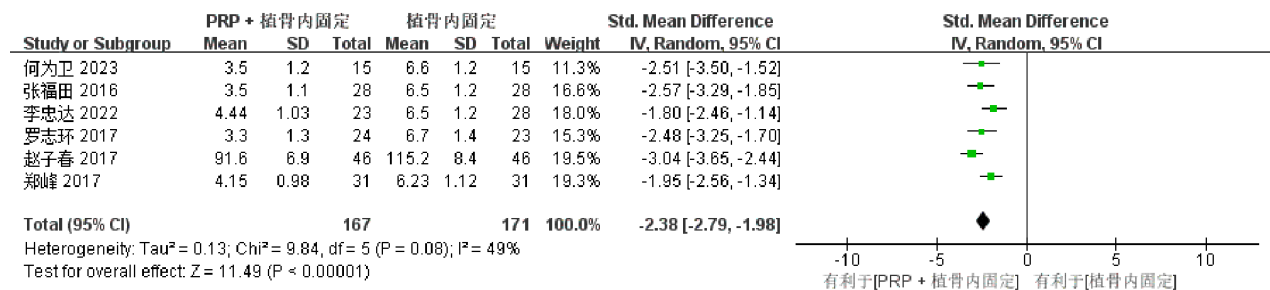 PRP + 植骨内固定 植骨内固定 Std. Mean Difference Std. Mean Difference
Study or Subgroup Mean SD Total Mean SD Total Weight IV, Random, 95% CI IV, Random, 95% CI
何为卫 2023 3.5 1.2 15 6.6 1.2 15 11.3% -2.51 [-3.50, -1.52]
张福田 2016 3.5 1.1 28 6.5 1.2 28 16.6% -2.57 [-3.29, -1.85]
李忠达 2022 4.44 1.03 23 6.5 1.2 28 18.0% -1.80 [-2.46, -1.14]
罗志环 2017 3.3 1.3 24 6.7 1.4 23 15.3% -2.48 [-3.25, -1.70]
赵子春 2017 91.6 6.9 46 115.2 8.4 46 19.5% -3.04 [-3.65, -2.44]
郑峰 2017 4.15 0.98 31 6.23 1.12 31 19.3% -1.95 [-2.56, -1.34]
Total (95% CI) 167 171 100.0% -2.38 [-2.79, -1.98]
Heterogeneity: Tau² = 0.13; Chi² = 9.84, df = 5 (P = 0.08); I² = 49%
Test for overall effect: Z = 11.49 (P < 0.00001)
-10 -5 0 5 10
有利于[PRP + 植骨内固定] 有利于[植骨内固定]